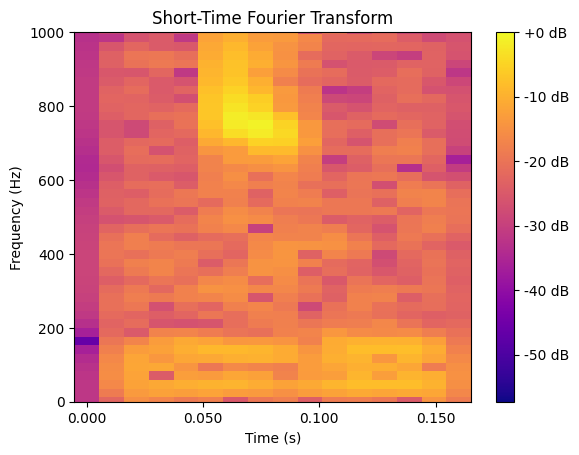 Short-Time Fourier Transform
1000
800
600
400
200
0
Frequency (Hz)
0.000
0.050
0.100
0.150
Time (s)
+0 dB
-10 dB
-20 dB
-30 dB
-40 dB
-50 dB